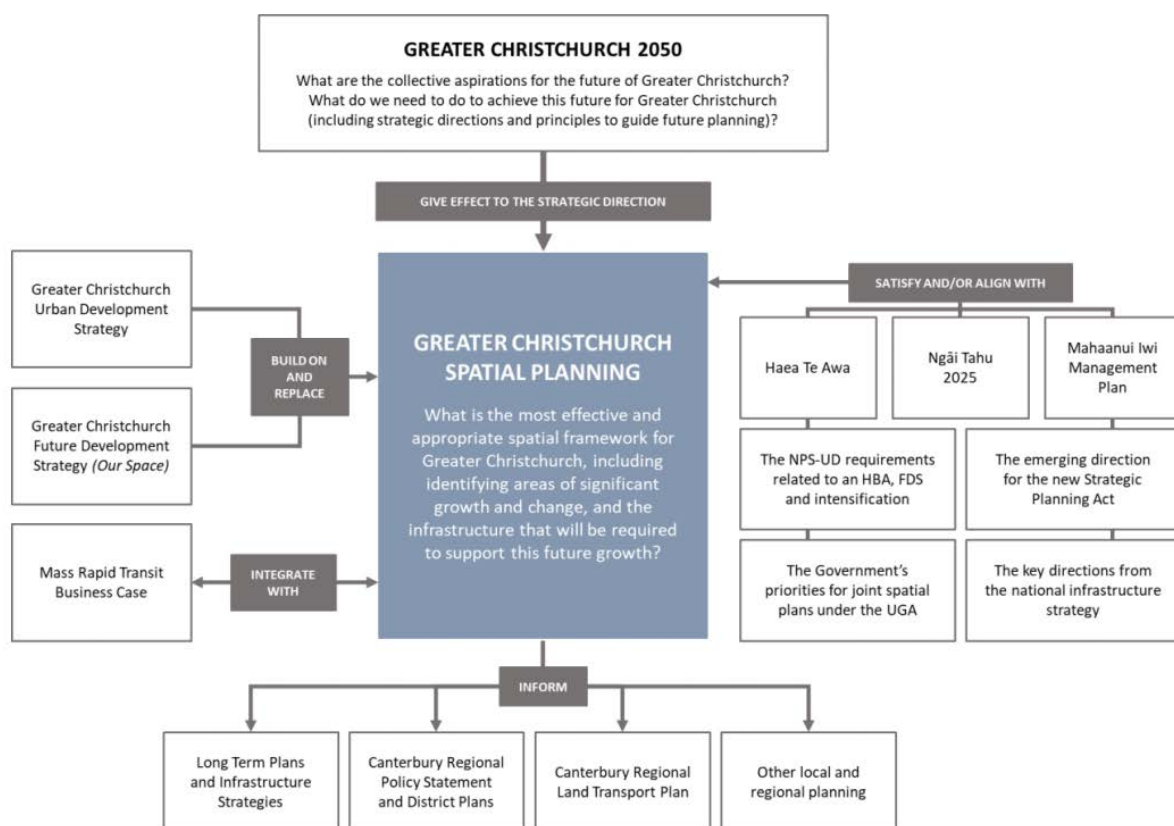 GREATER CHRISTCHURCH 2050
What are the collective aspirations for the future of Greater Christchurch?
What do we need to do to achieve this future for Greater Christchurch
(including strategic directions and principles to guide future planning)?
GIVE EFFECT TO THE STRATEGIC DIRECTION
Greater Christchurch
Urban Development
Strategy
Greater Christchurch
Future Development
Strategy (Our Space)
BUILD ON
AND
REPLACE
Mass Rapid Transit
Business Case
INTEGRATE
WITH
GREATER CHRISTCHURCH
SPATIAL PLANNING
What is the most effective and
appropriate spatial framework for
Greater Christchurch, including
identifying areas of significant
growth and change, and the
infrastructure that will be required
to support this future growth?
SATISFY AND/OR ALIGN WITH
Haea Te Awa
Ngāi Tahu
2025
Mahaanui Iwi
Management
Plan
The NPS-UD requirements
related to an HBA, FDS
and intensification
The emerging direction
for the new Strategic
Planning Act
The Government’s
priorities for joint spatial
plans under the UGA
The key directions from
the national infrastructure
strategy
INFORM
Long Term Plans
and Infrastructure
Strategies
Canterbury Regional
Policy Statement
and District Plans
Canterbury Regional
Land Transport Plan
Other local and
regional planning